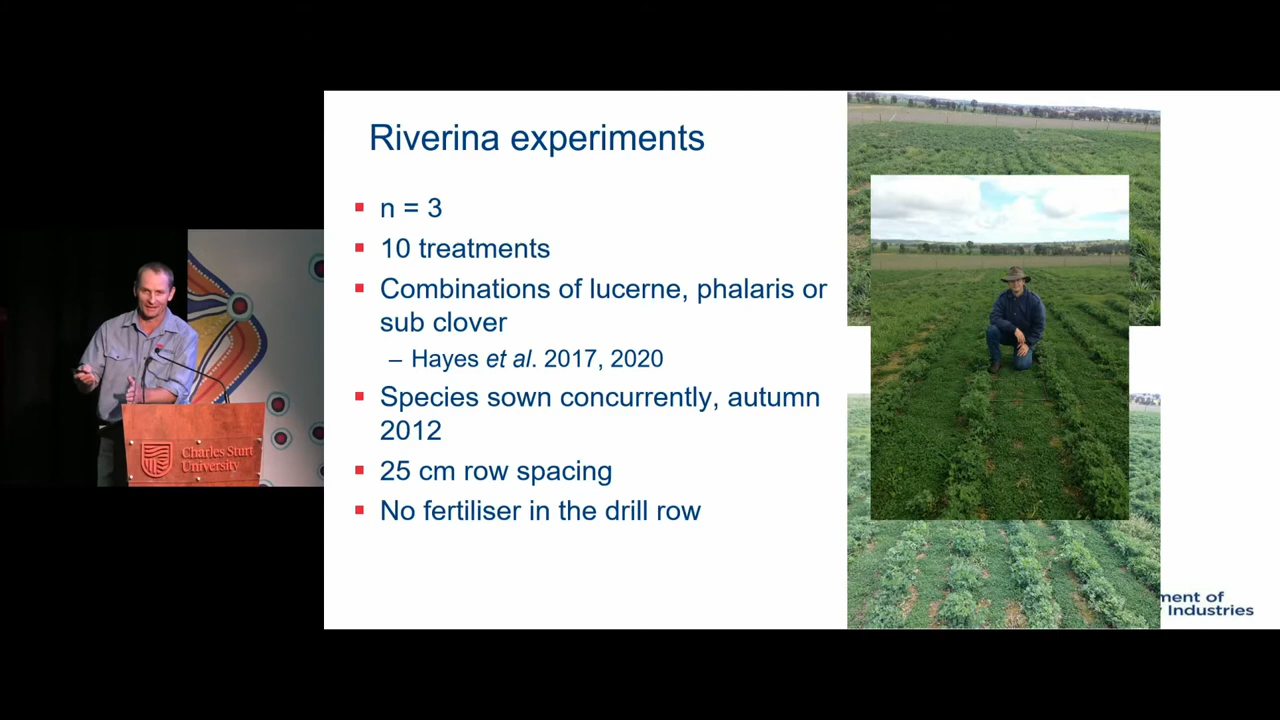 Riverina experiments
n = 3
10 treatments
Combinations of lucerne, phalaris or
sub clover
– Hayes et al. 2017, 2020
Species sown concurrently, autumn
2012
25 cm row spacing
No fertiliser in the drill row
Charles Sturt
University
ment of
Industries